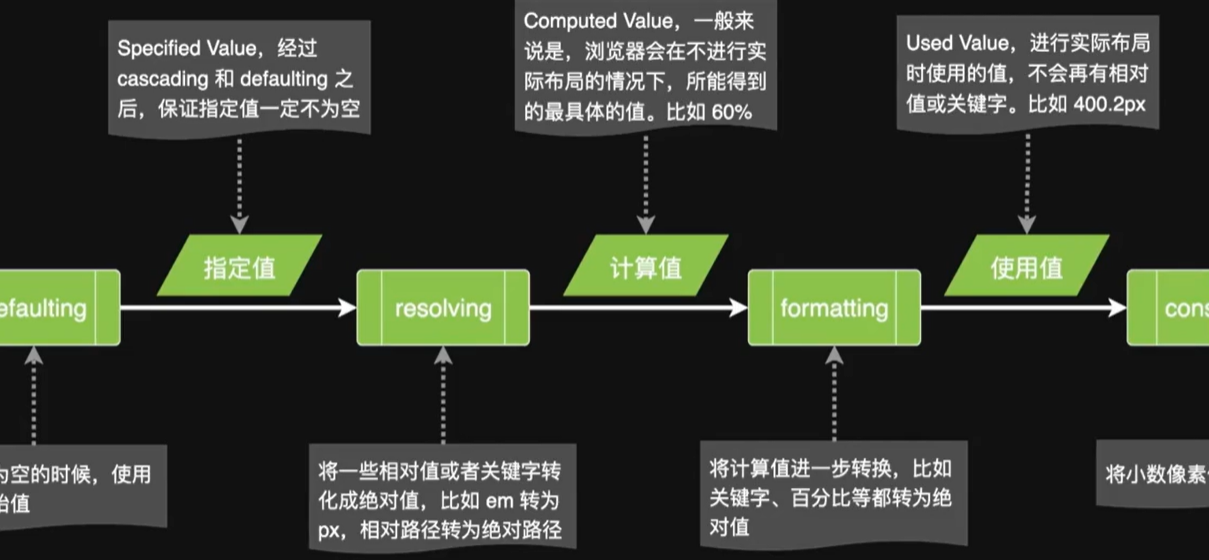 Specified Value，经过
cascading 和 defaulting 之
后，保证指定值一定不为空
Computed Value，一般来
说是，浏览器会在不进行实
际布局的情况下，所能得到
的最具体的值。比如 60%
Used Value，进行实际布局
时使用的值，不会再有相对
值或关键字。比如 400.2px
指定值
计算值
使用值
efaulting
resolving
formatting
cons
为空的时候，使用
始值
将一些相对值或者关键字转
化成绝对值，比如 em 转为
px，相对路径转为绝对路径
将计算值进一步转换，比如
关键字、百分比等都转为绝
对值
将小数像素